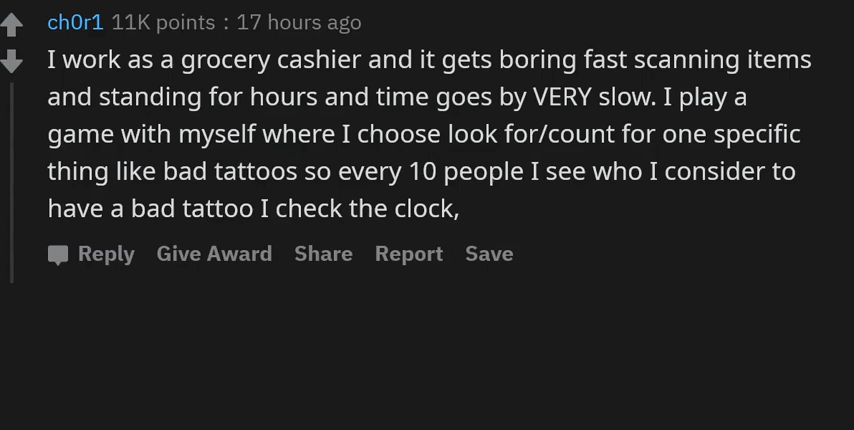 ch0r1 11K points : 17 hours ago
I work as a grocery cashier and it gets boring fast scanning items
and standing for hours and time goes by VERY slow. I play a
game with myself where I choose look for/count for one specific
thing like bad tattoos so every 10 people I see who I consider to
have a bad tattoo I check the clock,
Reply Give Award Share Report Save